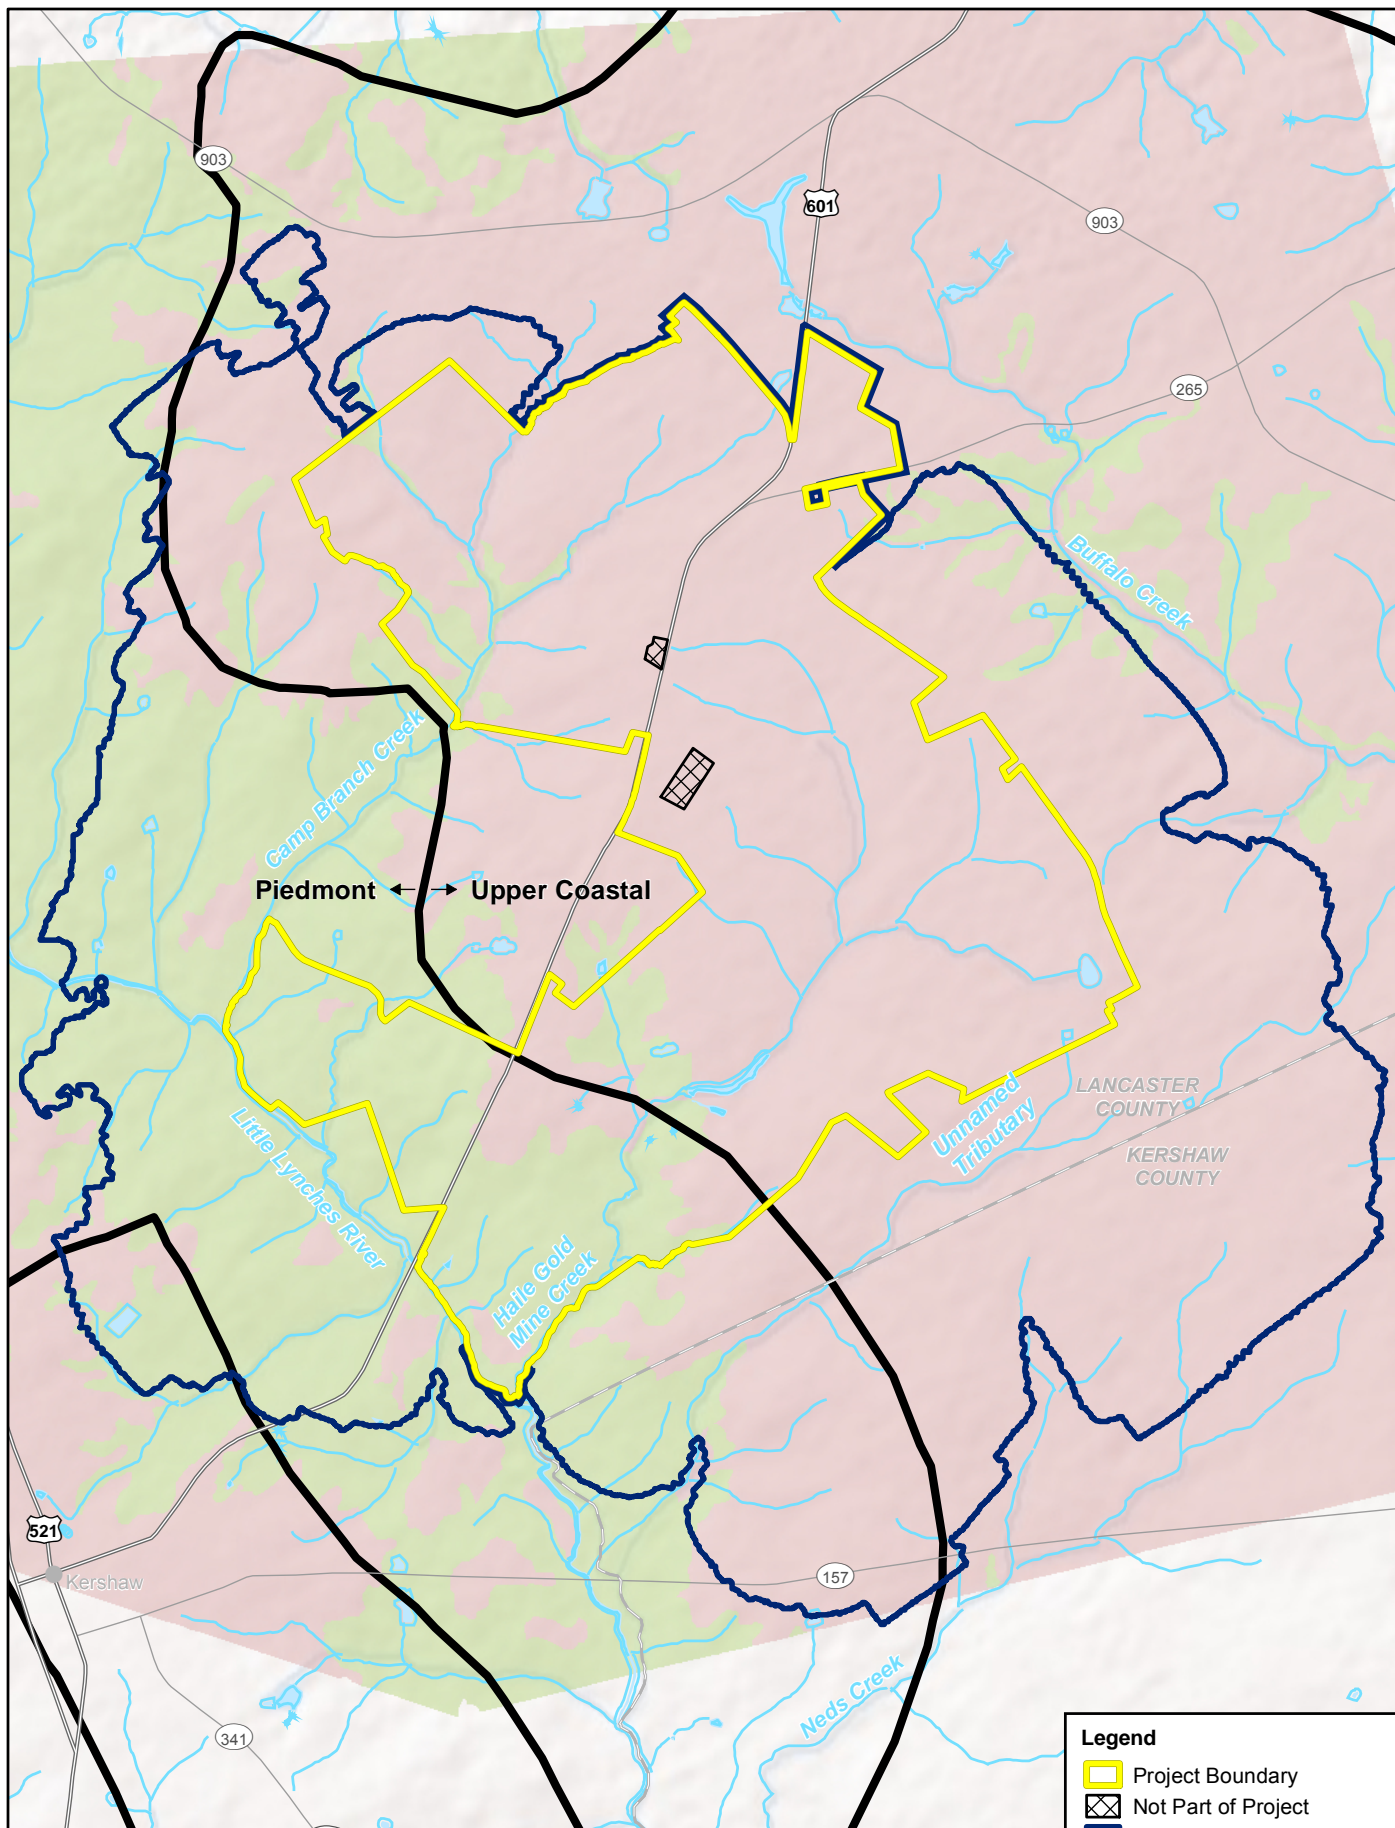 903
601
903
265
Buffalo Creek
Camp Branch Creek
Piedmont
Upper Coastal
LANCASTER
COUNTY
Unnamed
Tributary
KERSHAW
COUNTY
Little Lynches River
Haile Gold
Mine Creek
521
Kershaw
157
Neds Creek
341
Legend
Project Boundary
Not Part of Project